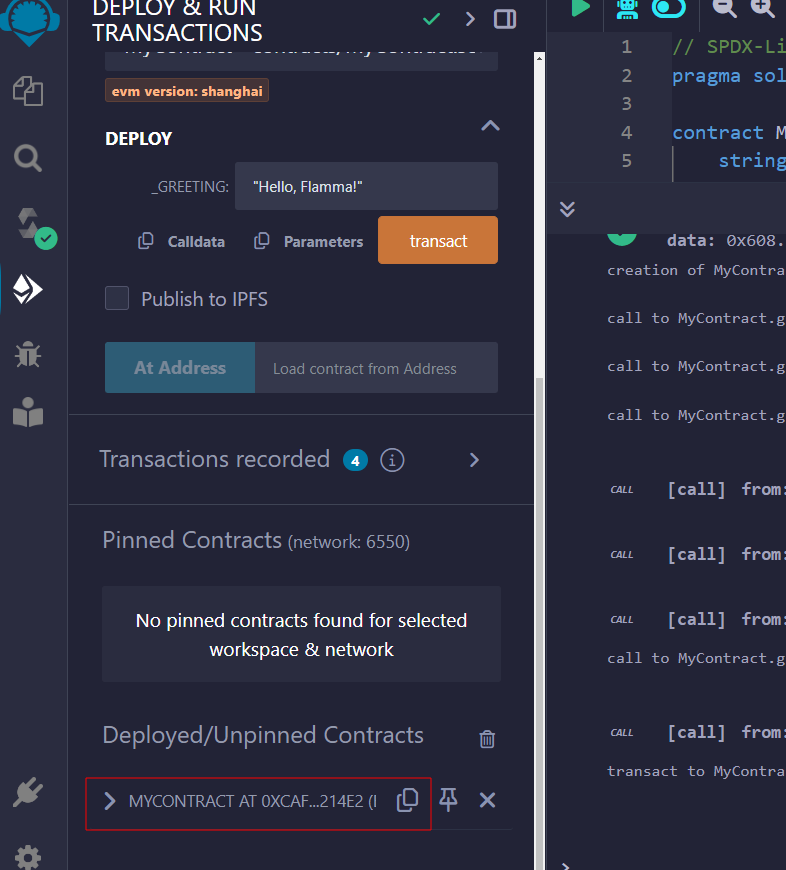 DEPLOY & RUN
TRANSACTIONS
evm version: shanghai
DEPLOY
_GREETING:
"Hello, Flamma!"
Calldata
Parameters
transact
Publish to IPFS
At Address
Load contract from Address
Transactions recorded 4 i
Pinned Contracts (network: 6550)
No pinned contracts found for selected
workspace & network
Deployed/Unpinned Contracts
MYCONTRACT AT 0XCAF...214E2 (
1 // SPDX-Li
2 pragma sol
3
4 contract M
5 string
data: 0x608.
creation of MyContra
call to MyContract.g
call to MyContract.g
call to MyContract.g
CALL [call] from:
CALL [call] from:
CALL [call] from:
call to MyContract.g
CALL [call] from:
transact to MyContra
>